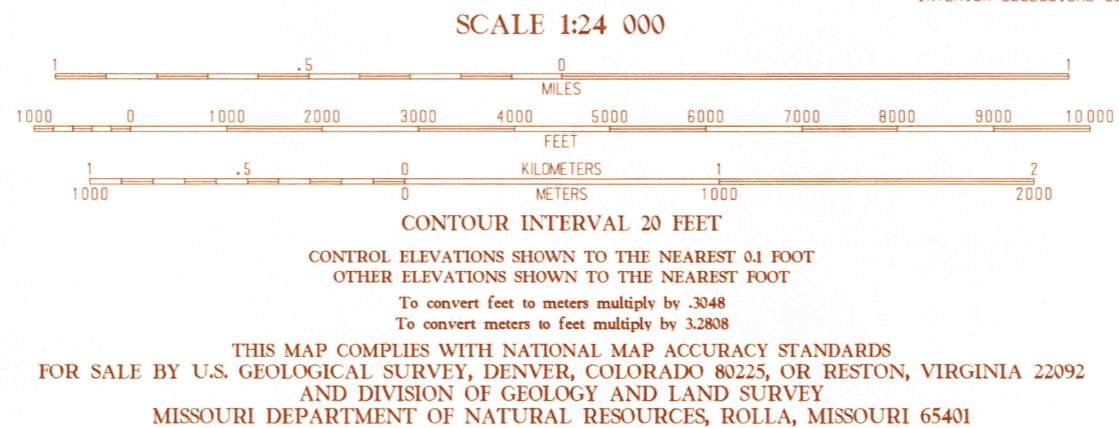 SCALE 1:24 000
1 .5 0 1
MILES
1000 0 1000 2000 3000 4000 5000 6000 7000 8000 9000 10 000
FEET
1 .5 0 KILOMETERS 1 2
1000 0 METERS 1000 2000
CONTOUR INTERVAL 20 FEET
CONTROL ELEVATIONS SHOWN TO THE NEAREST 0.1 FOOT
OTHER ELEVATIONS SHOWN TO THE NEAREST FOOT
To convert feet to meters multiply by .3048
To convert meters to feet multiply by 3.2808
THIS MAP COMPLIES WITH NATIONAL MAP ACCURACY STANDARDS
FOR SALE BY U.S. GEOLOGICAL SURVEY, DENVER, COLORADO 80225, OR RESTON, VIRGINIA 22092
AND DIVISION OF GEOLOGY AND LAND SURVEY
MISSOURI DEPARTMENT OF NATURAL RESOURCES, ROLLA, MISSOURI 65401